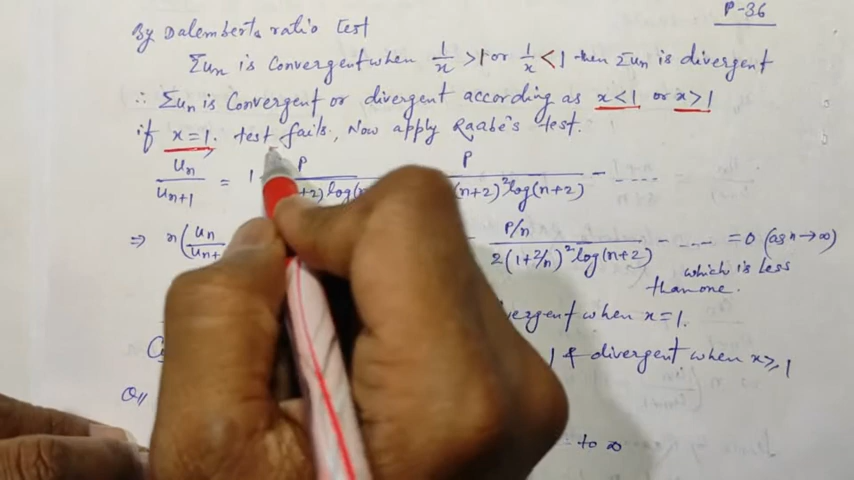 P-36
By Dalemberts ratio test
Σuₙ is Convergent when 1/x > 1 or 1/x < 1 then Σuₙ is divergent
∴ Σuₙ is Convergent or divergent according as x<1 or x>1
if x=1. test fails, Now apply Raabe's test.
uₙ/uₙ₊₁ = 1 P log P/(n+2)²log(n+2) - ....
⇒ n(uₙ/uₙ₊ P/n/2(1+2/n)²log(n+2) - .... = 0 (as n→∞)
which is less
than one.
when x=1.
& divergent when x≥1
Q//
to ∞